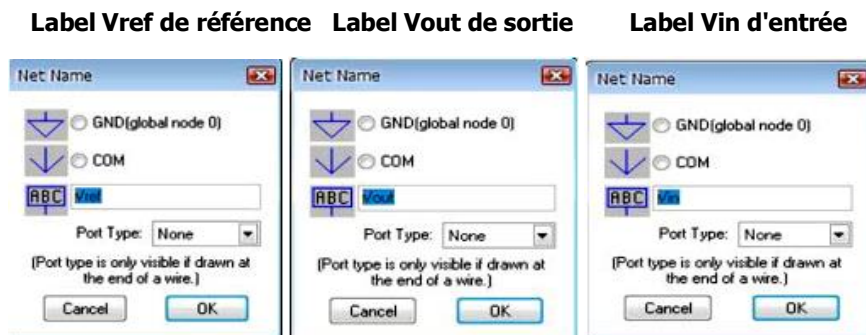 Label Vref de référence Label Vout de sortie Label Vin d'entrée
Net Name
GND(global node 0)
COM
ABC Vref
Port Type: None
(Port type is only visible if drawn at
the end of a wire.)
Cancel OK
Net Name
GND(global node 0)
COM
ABC Vout
Port Type: None
(Port type is only visible if drawn at
the end of a wire.)
Cancel OK
Net Name
GND(global node 0)
COM
ABC Vin
Port Type: None
(Port type is only visible if drawn at
the end of a wire.)
Cancel OK